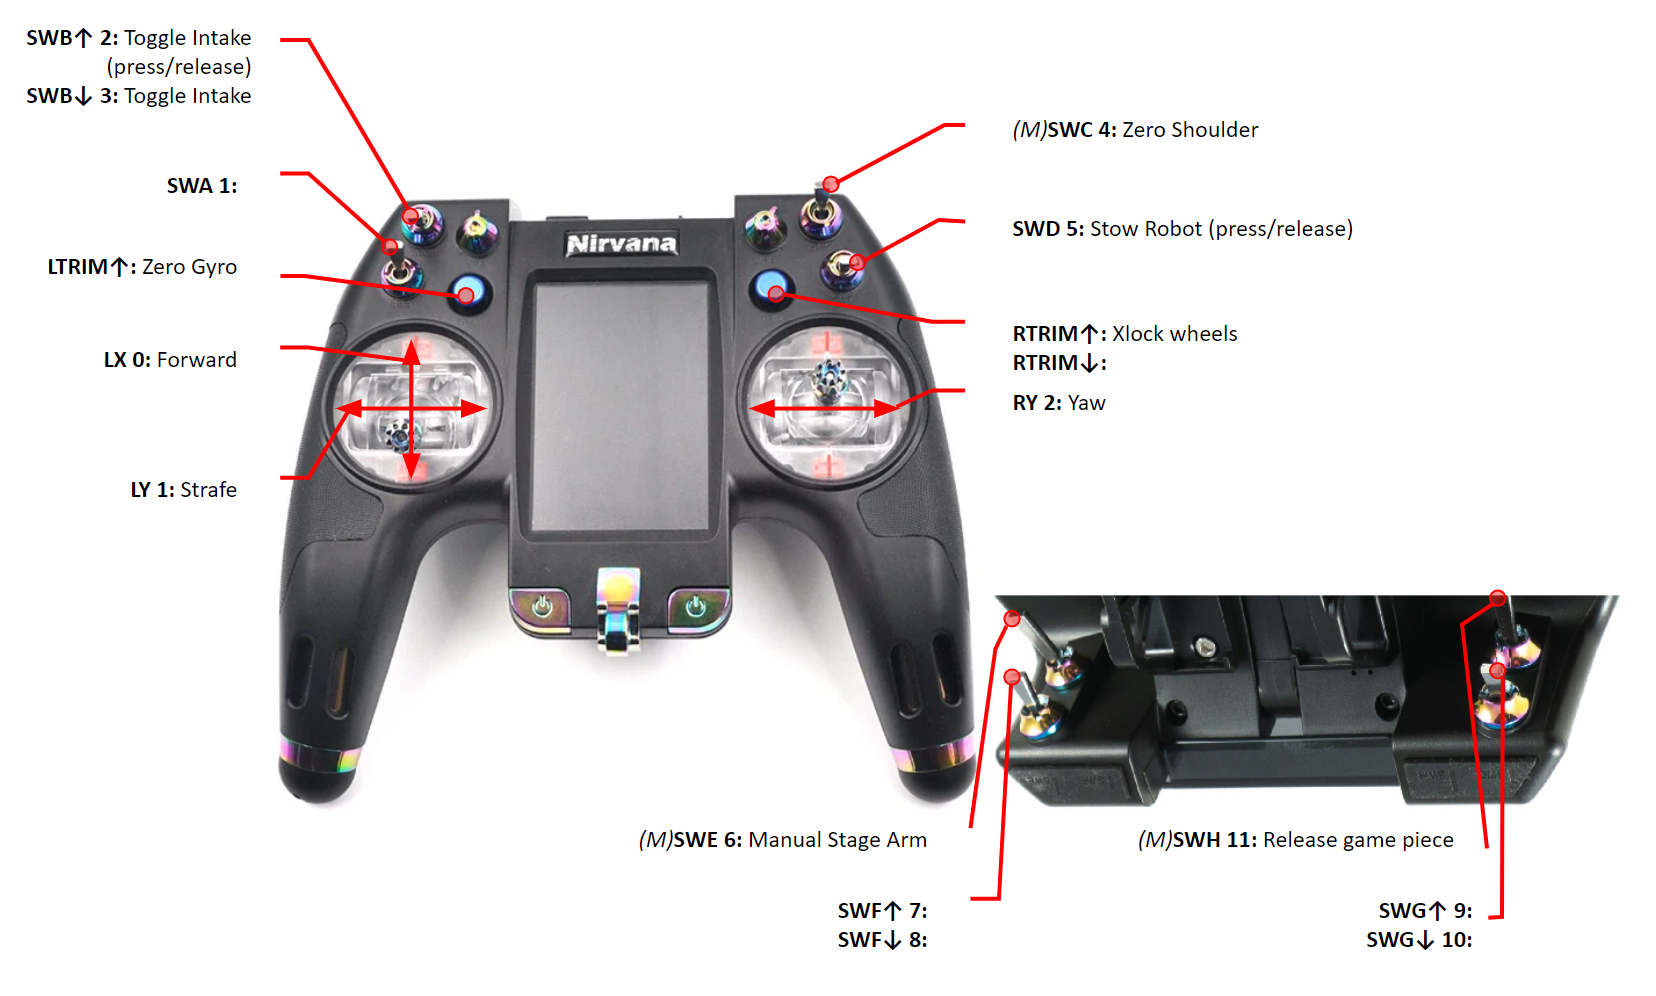 SWB↑ 2: Toggle Intake
(press/release)
SWB↓ 3: Toggle Intake
SWA 1:
LTRIM↑: Zero Gyro
LX 0: Forward
LY 1: Strafe
Nirvana
(M)SWC 4: Zero Shoulder
SWD 5: Stow Robot (press/release)
RTRIM↑: Xlock wheels
RTRIM↓:
RY 2: Yaw
(M)SWE 6: Manual Stage Arm
SWF↑ 7:
SWF↓ 8:
(M)SWH 11: Release game piece
SWG↑ 9:
SWG↓ 10: